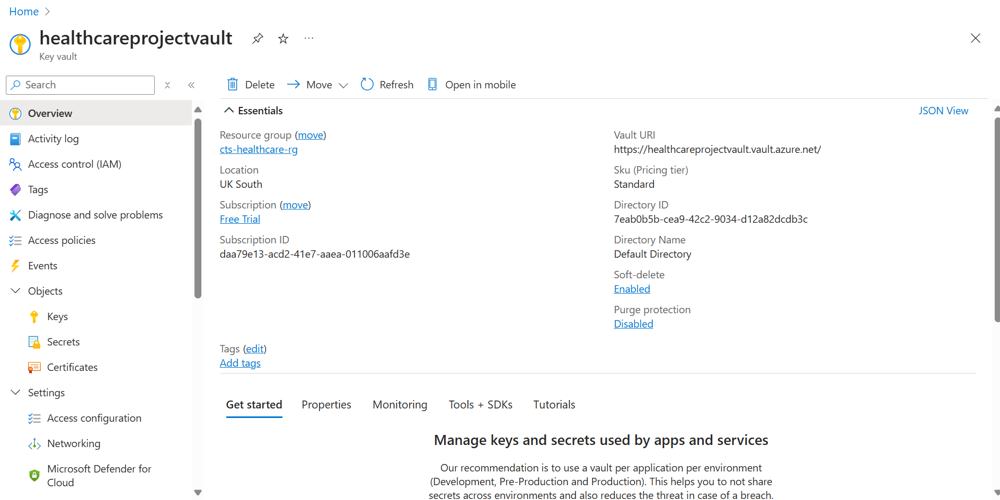 Home
healthcareprojectvault
Key vault
Search
Delete Move Refresh Open in mobile
Overview
Activity log
Access control (IAM)
Tags
Diagnose and solve problems
Access policies
Events
Objects
Keys
Secrets
Certificates
Settings
Access configuration
Networking
Microsoft Defender for
Cloud
Essentials
JSON View
Resource group (move)
cts-healthcare-rg
Location
UK South
Subscription (move)
Free Trial
Subscription ID
daa79e13-acd2-41e7-aaea-011006aafd3e
Vault URI
https://healthcareprojectvault.vault.azure.net/
Sku (Pricing tier)
Standard
Directory ID
7eab0b5b-cea9-42c2-9034-d12a82dcdb3c
Directory Name
Default Directory
Soft-delete
Enabled
Purge protection
Disabled
Tags (edit)
Add tags
Get started Properties Monitoring Tools + SDKs Tutorials
Manage keys and secrets used by apps and services
Our recommendation is to use a vault per application per environment
(Development, Pre-Production and Production). This helps you to not share
secrets across environments and also reduces the threat in case of a breach.